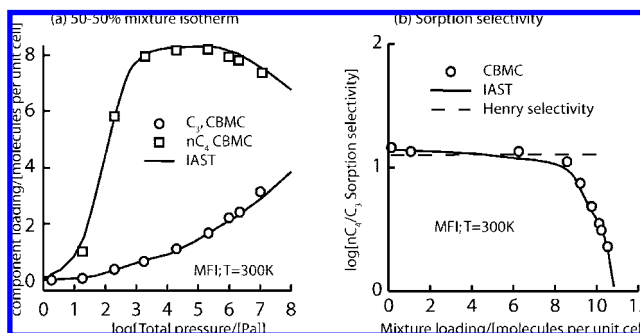 (a) 50-50% mixture isotherm
component loading/[molecules per unit cell]
8
6
4
2
0
C3, CBMC
nC4 CBMC
IAST
MFI; T=300K
0 1 2 3 4 5 6 7 8
log[Total pressure/[Pa]]
(b) Sorption selectivity
log[nC4/C3 Sorption selectivity]
2
1
0
CBMC
IAST
Henry selectivity
MFI; T=300K
0 2 4 6 8 10
Mixture loading/[molecules per unit cell